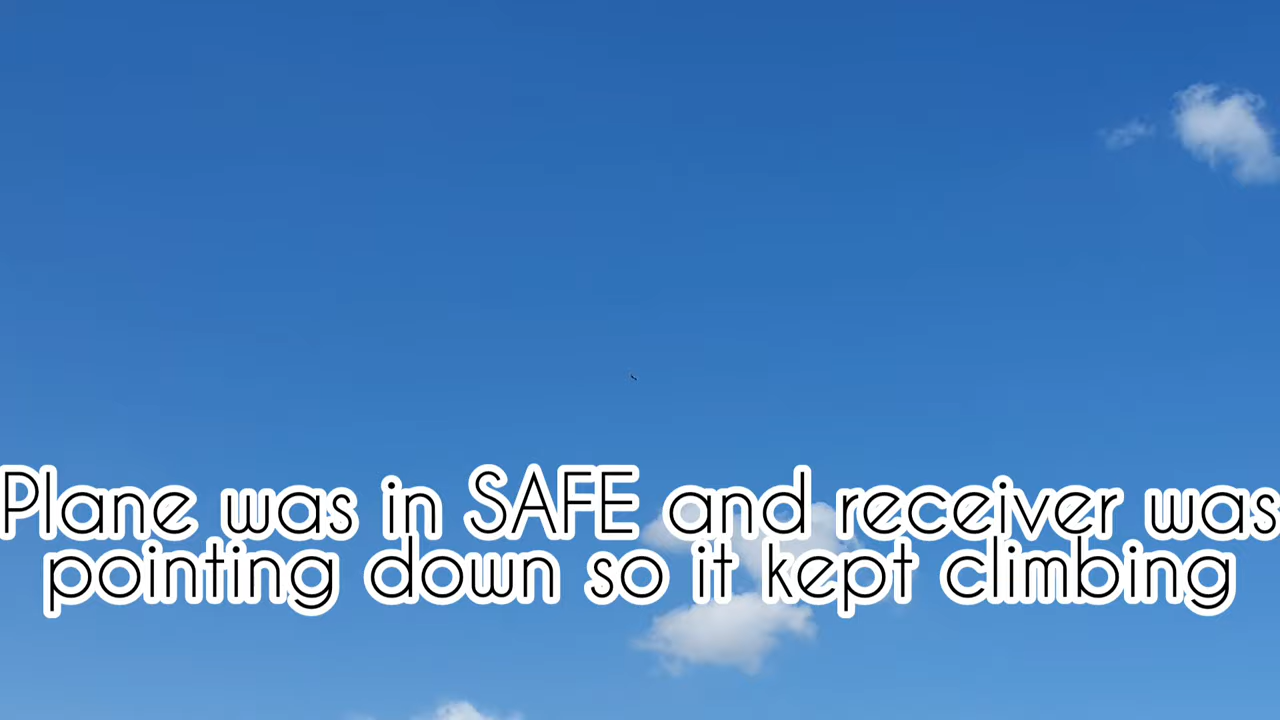 Plane was in SAFE and receiver was
pointing down so it kept climbing